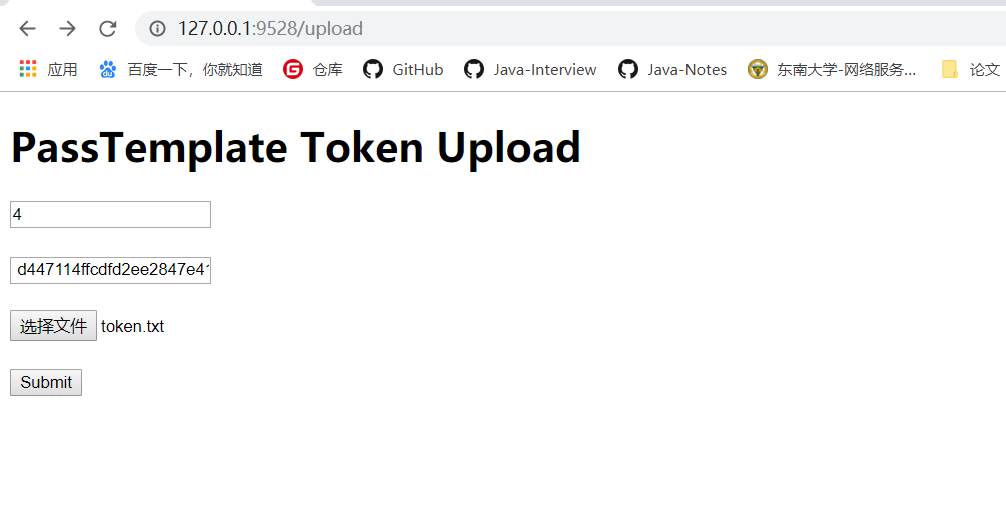 127.0.0.1:9528/upload
应用 百度一下，你就知道 仓库 GitHub Java-Interview Java-Notes 东南大学-网络服务... 论文
PassTemplate Token Upload
4
d447114ffcdfd2ee2847e41
选择文件 token.txt
Submit